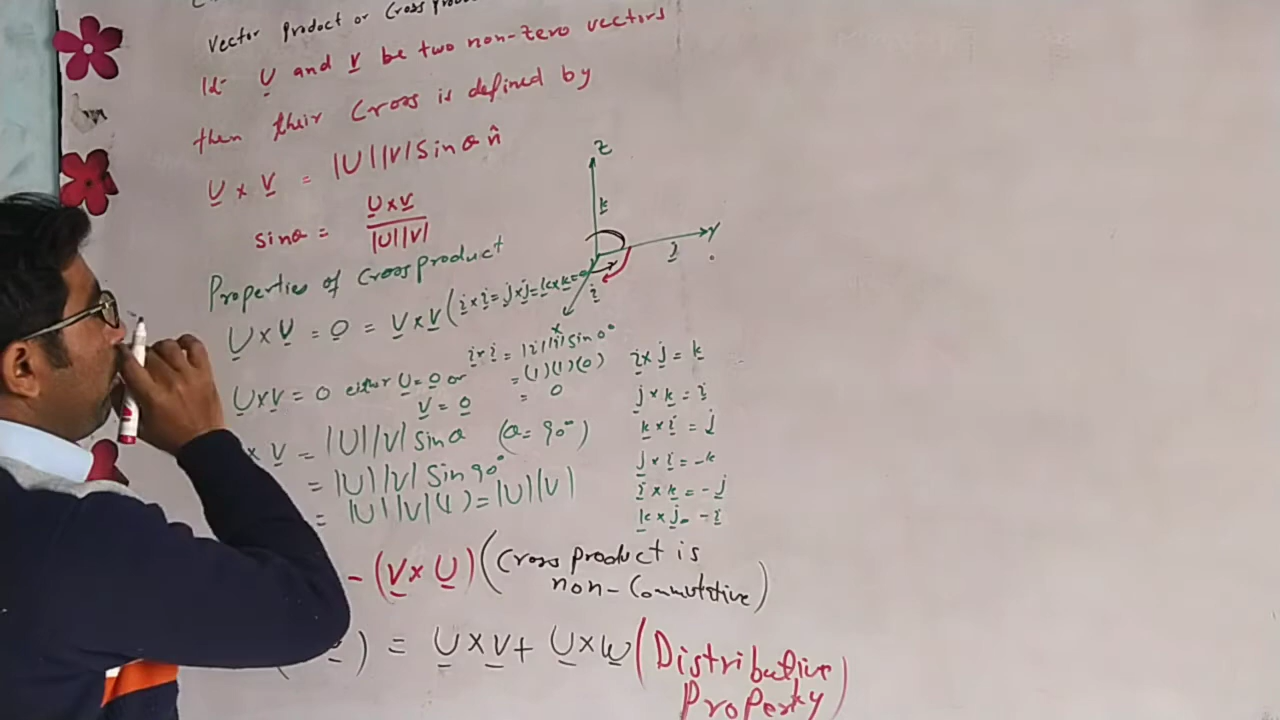 Vector Product or Cross
let U and V be two non-zero vectors
then their Cross is defined by
U × V = |U||V| Sin θ n̂
sinθ = U×V / |U||V|
Properties of Cross product
U × U = 0 = V × V (i×i = j×j = k×k = 0
U×V = 0 either U = 0 or
V = 0
i×i = |i||i| sin 0°
= (1)(1)(0)
= 0
× V = |U||V| Sin θ (θ = 90°)
= |U||V| Sin 90°
= |U||V|(1) = |U||V|
Z
k
Y
j
i
x
i × j = k
j × k = i
k × i = j
j × i = -k
i × k = -j
k × j = -i
- (V × U) (Cross product is
non-Commutative)
) = U×V + U×W (Distributive
Property)